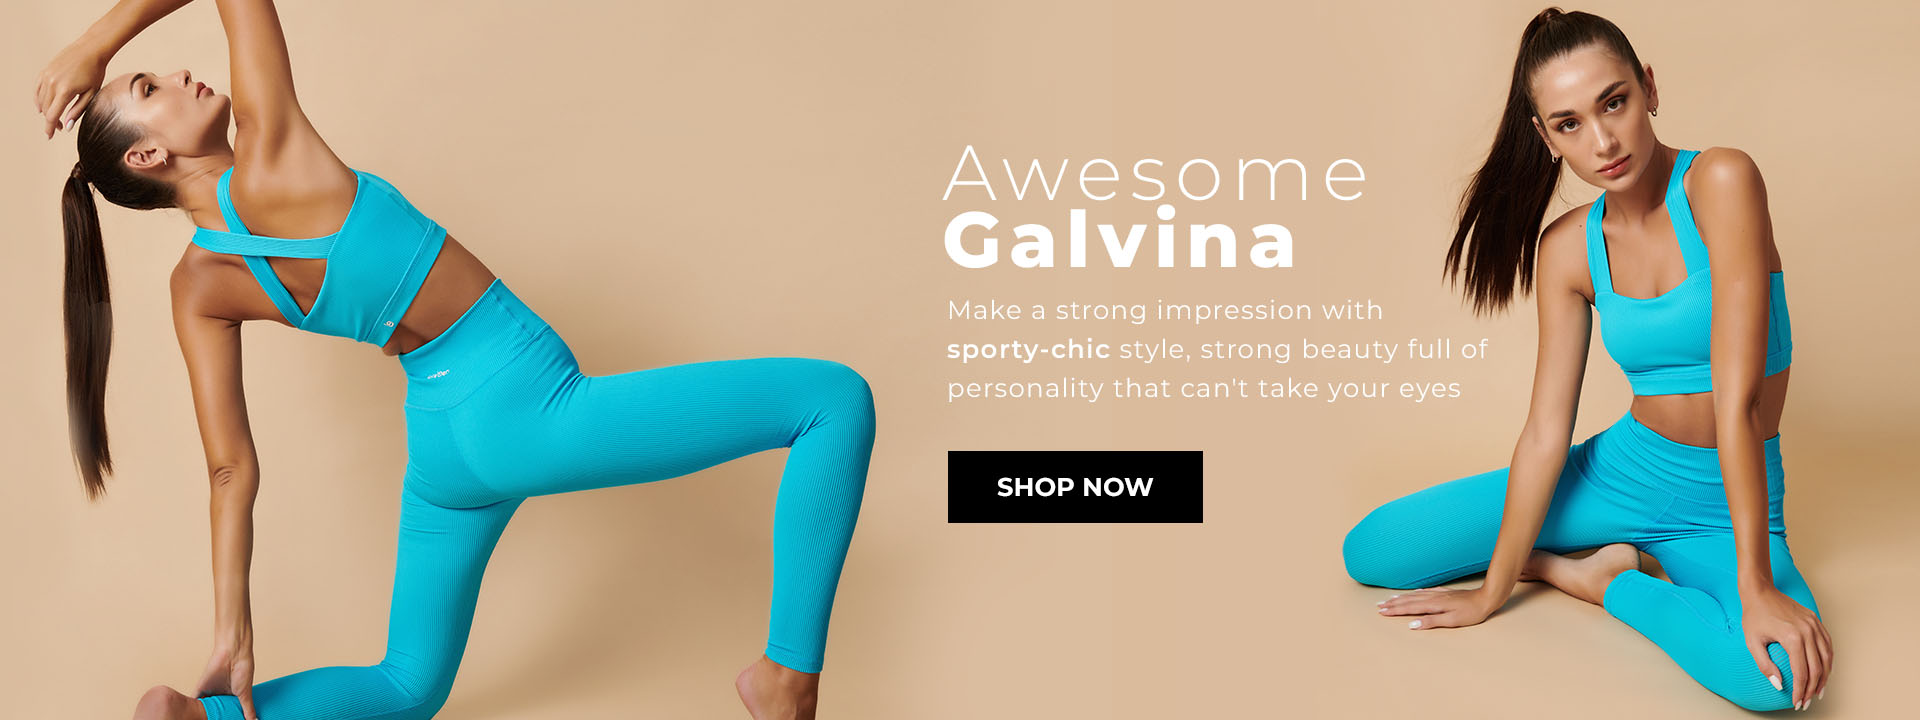 Awesome
Galvina
Make a strong impression with
sporty-chic style, strong beauty full of
personality that can't take your eyes
SHOP NOW